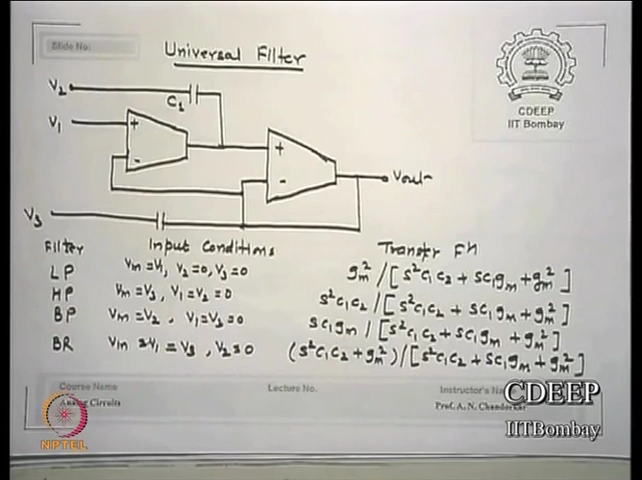 Slide No:
Universal Filter
CDEEP
IIT Bombay
V2
C1
V1
+
-
+
-
Vout
V3
Filter Input Conditions Transfer Fn
LP Vin = V1, V2=0, V3=0 gm² / [s²C1C2 + sC1gm + gm²]
HP Vin = V3, V1=V2=0 s²C1C2 / [s²C1C2 + sC1gm + gm²]
BP Vin = V2, V1=V3=0 sC1gm / [s²C1C2 + sC1gm + gm²]
BR Vin = V1 = V3, V2=0 (s²C1C2 + gm²) / [s²C1C2 + sC1gm + gm²]
Course Name Lecture No. Instructor's
Analog Circuits Prof. A. N. Chandorkar
CDEEP
IIT Bombay
NPTEL